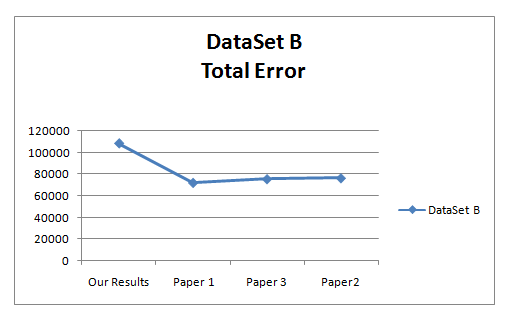 DataSet B
Total Error
120000
100000
80000
60000
40000
20000
0
Our Results Paper 1 Paper 3 Paper2
DataSet B